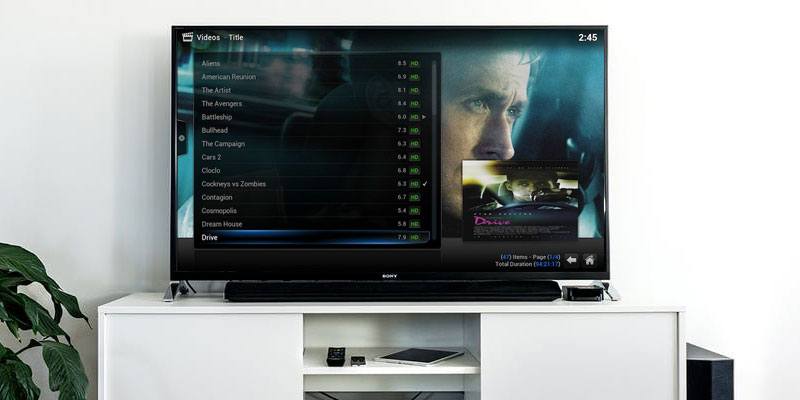 Videos - Title
2:45
Aliens 8.5 HD
American Reunion 6.9 HD
The Artist 8.1 HD
The Avengers 8.4 HD
Battleship 6.0 HD
Bullhead 7.3 HD
The Campaign 6.3 HD
Cars 2 6.4 HD
Cloclo 6.8 HD
Cockneys vs Zombies 6.3 HD
Contagion 6.7 HD
Cosmopolis 5.4 HD
Dream House 5.8 HD
Drive 7.9 HD
Drive
(47) Items - Page (1/4)
Total Duration (94:21:17)
SONY